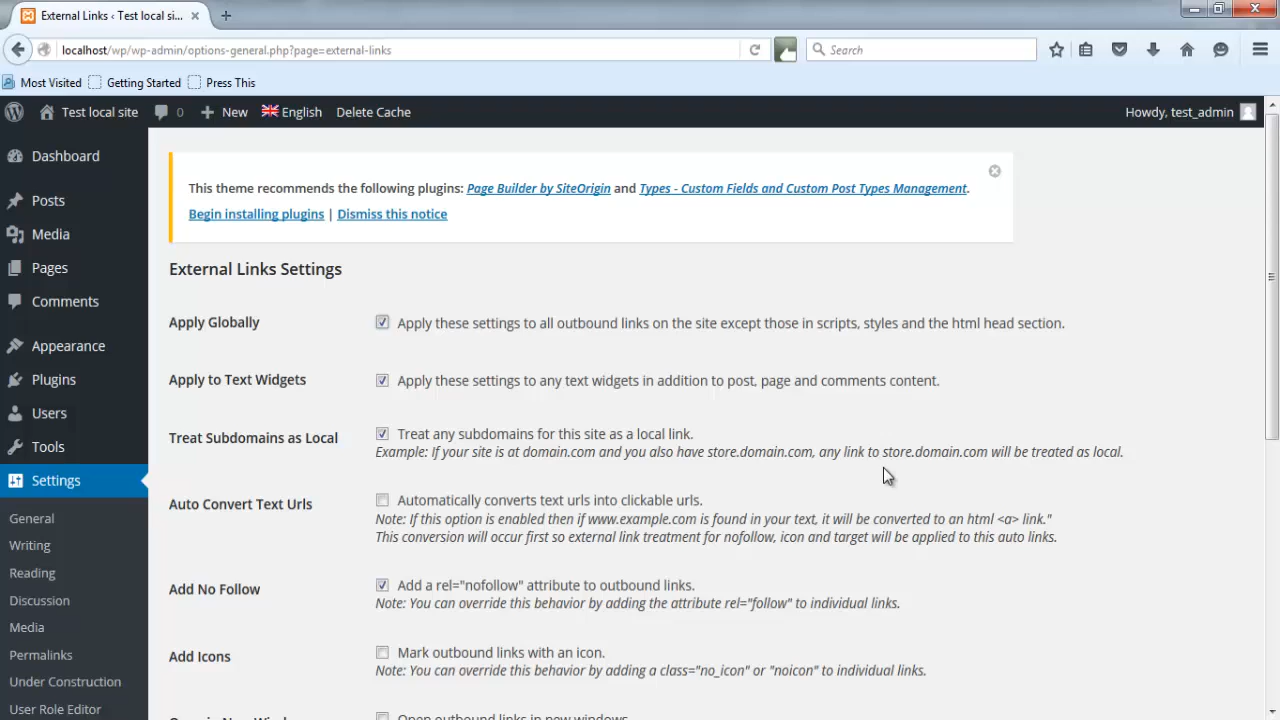 External Links ‹ Test local si...
localhost/wp/wp-admin/options-general.php?page=external-links
Search
Most Visited Getting Started Press This
Test local site 0 New English Delete Cache Howdy, test_admin
Dashboard
Posts
Media
Pages
Comments
Appearance
Plugins
Users
Tools
Settings
General
Writing
Reading
Discussion
Media
Permalinks
Under Construction
User Role Editor
This theme recommends the following plugins: Page Builder by SiteOrigin and Types - Custom Fields and Custom Post Types Management.
Begin installing plugins | Dismiss this notice
External Links Settings
Apply Globally Apply these settings to all outbound links on the site except those in scripts, styles and the html head section.
Apply to Text Widgets Apply these settings to any text widgets in addition to post, page and comments content.
Treat Subdomains as Local Treat any subdomains for this site as a local link.
Example: If your site is at domain.com and you also have store.domain.com, any link to store.domain.com will be treated as local.
Auto Convert Text Urls Automatically converts text urls into clickable urls.
Note: If this option is enabled then if www.example.com is found in your text, it will be converted to an html <a> link."
This conversion will occur first so external link treatment for nofollow, icon and target will be applied to this auto links.
Add No Follow Add a rel="nofollow" attribute to outbound links.
Note: You can override this behavior by adding the attribute rel="follow" to individual links.
Add Icons Mark outbound links with an icon.
Note: You can override this behavior by adding a class="no_icon" or "noicon" to individual links.
Open outbound links in new windows.